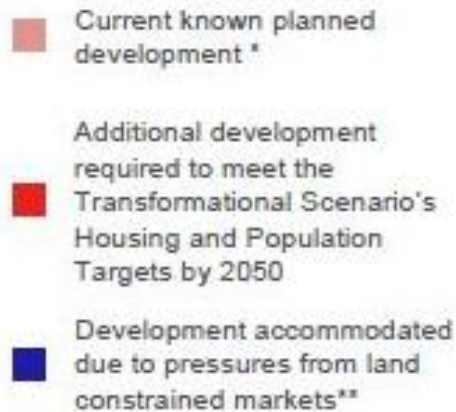 Current known planned
development *
Additional development
required to meet the
Transformational Scenario's
Housing and Population
Targets by 2050
Development accommodated
due to pressures from land
constrained markets**